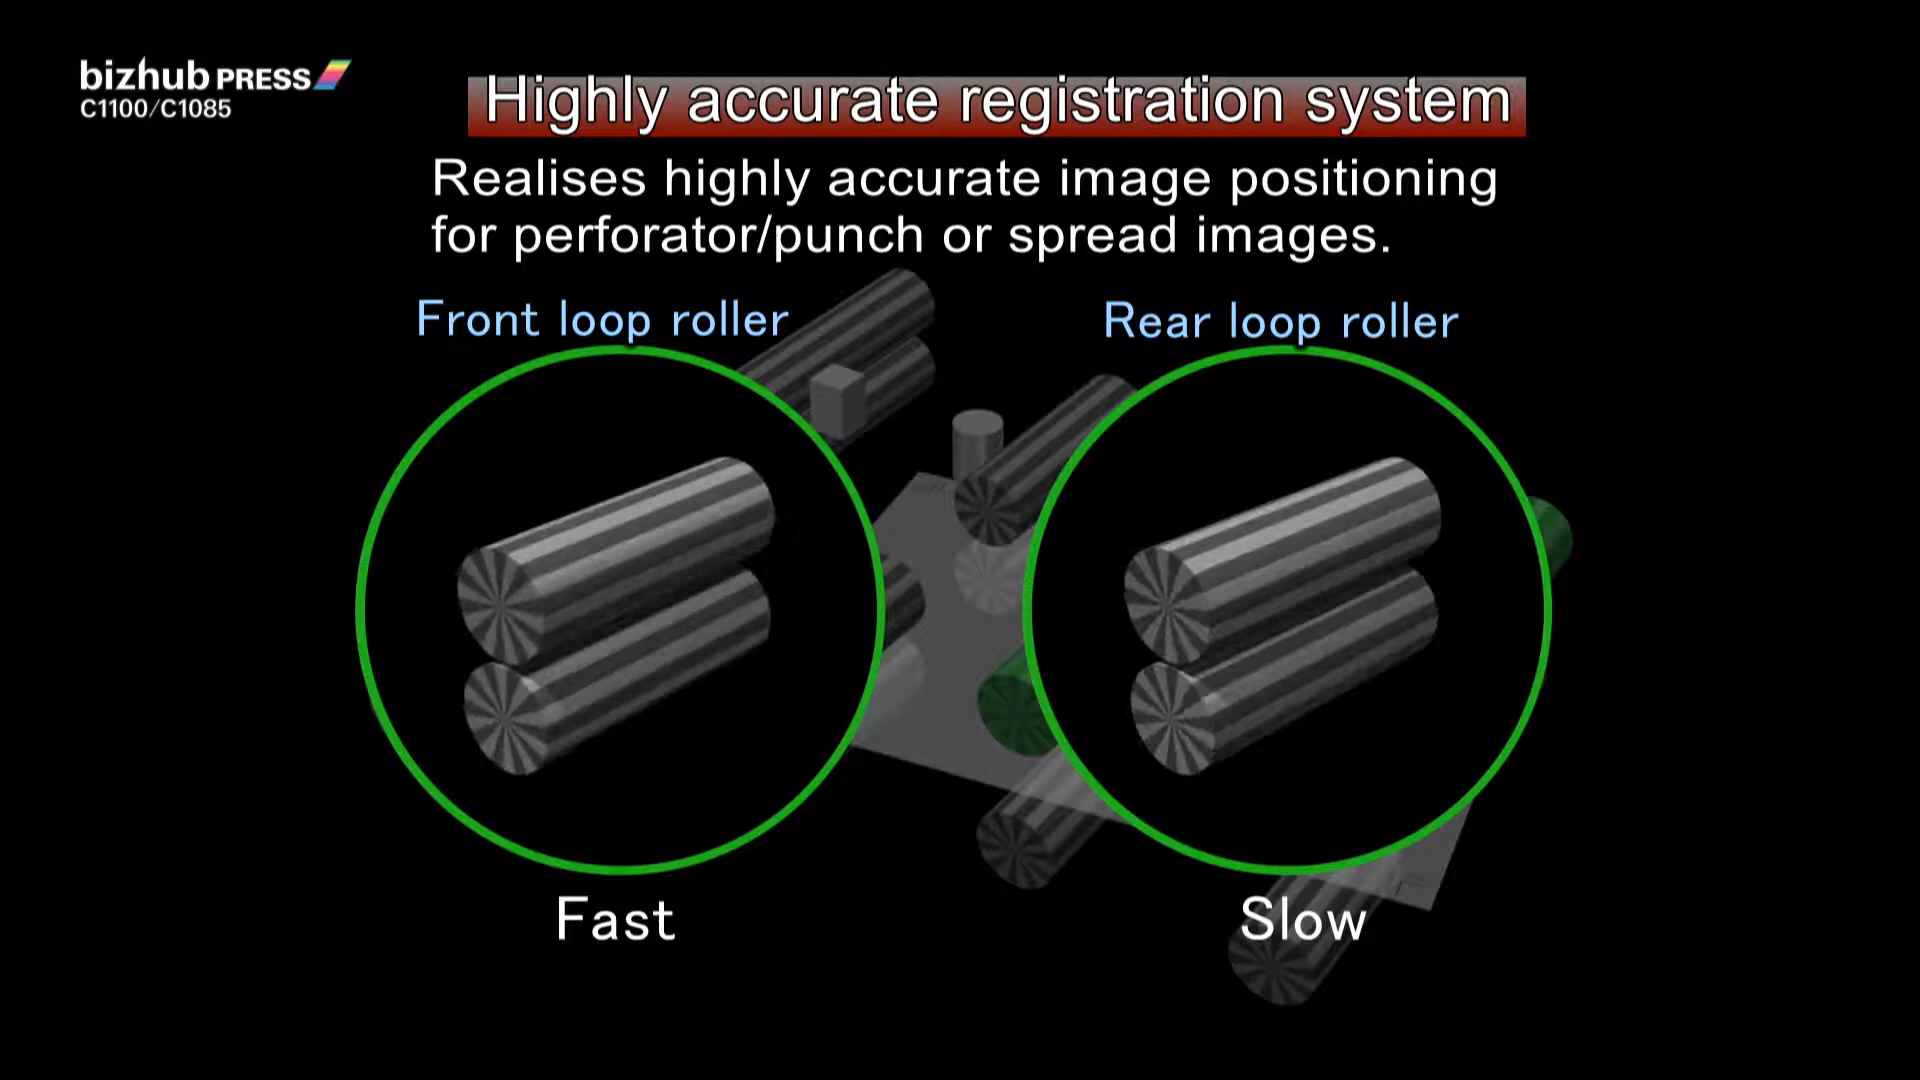 bizhub PRESS
C1100/C1085
Highly accurate registration system
Realises highly accurate image positioning
for perforator/punch or spread images.
Front loop roller
Rear loop roller
Fast
Slow